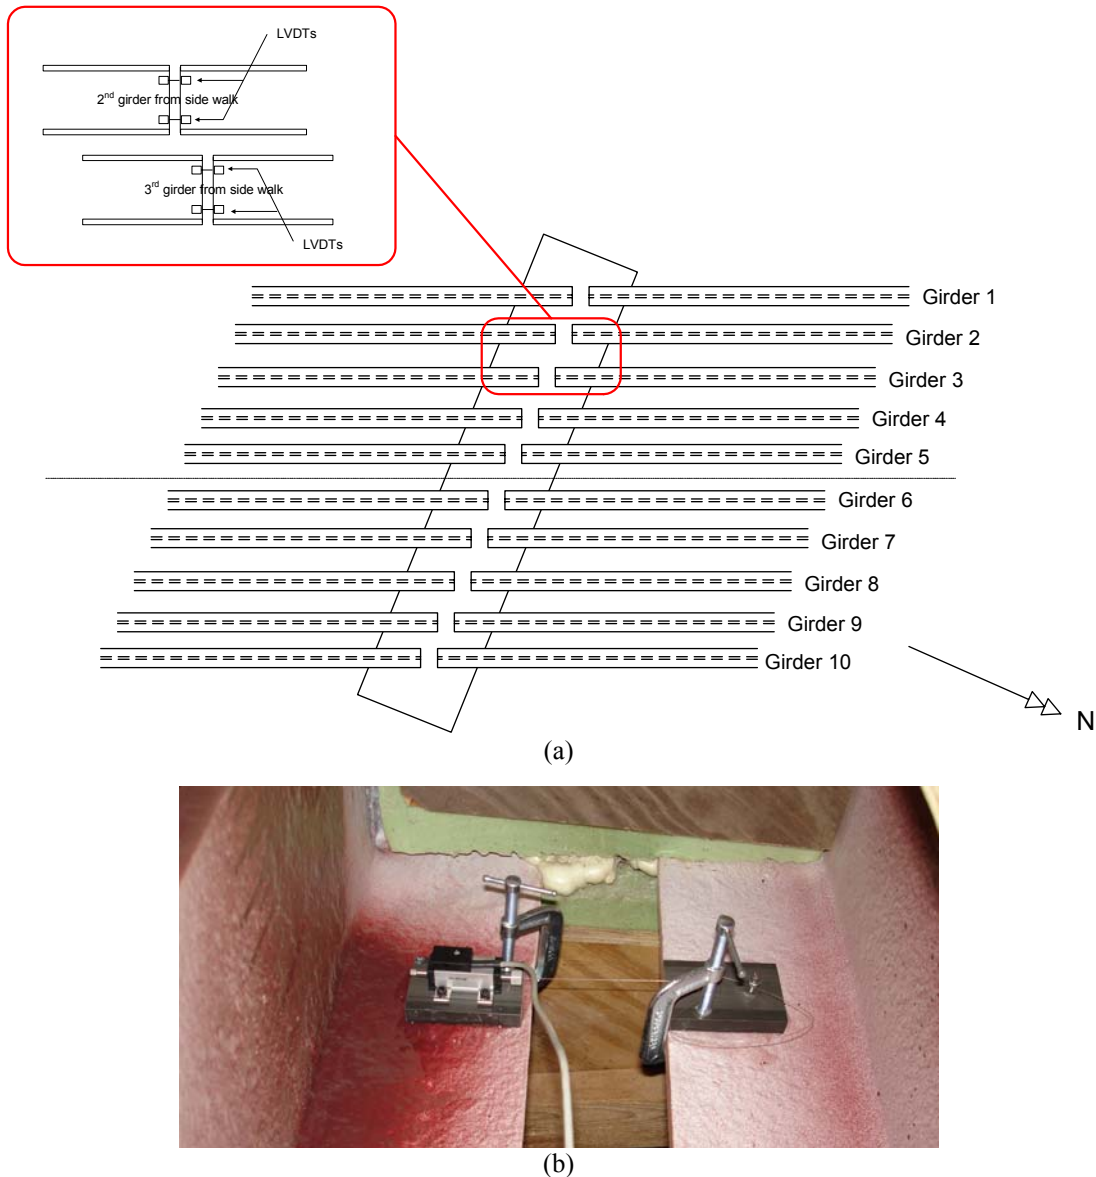 LVDTs
2nd girder from side walk
3rd girder from side walk
LVDTs
Girder 1
Girder 2
Girder 3
Girder 4
Girder 5
Girder 6
Girder 7
Girder 8
Girder 9
Girder 10
N
(a)
(b)